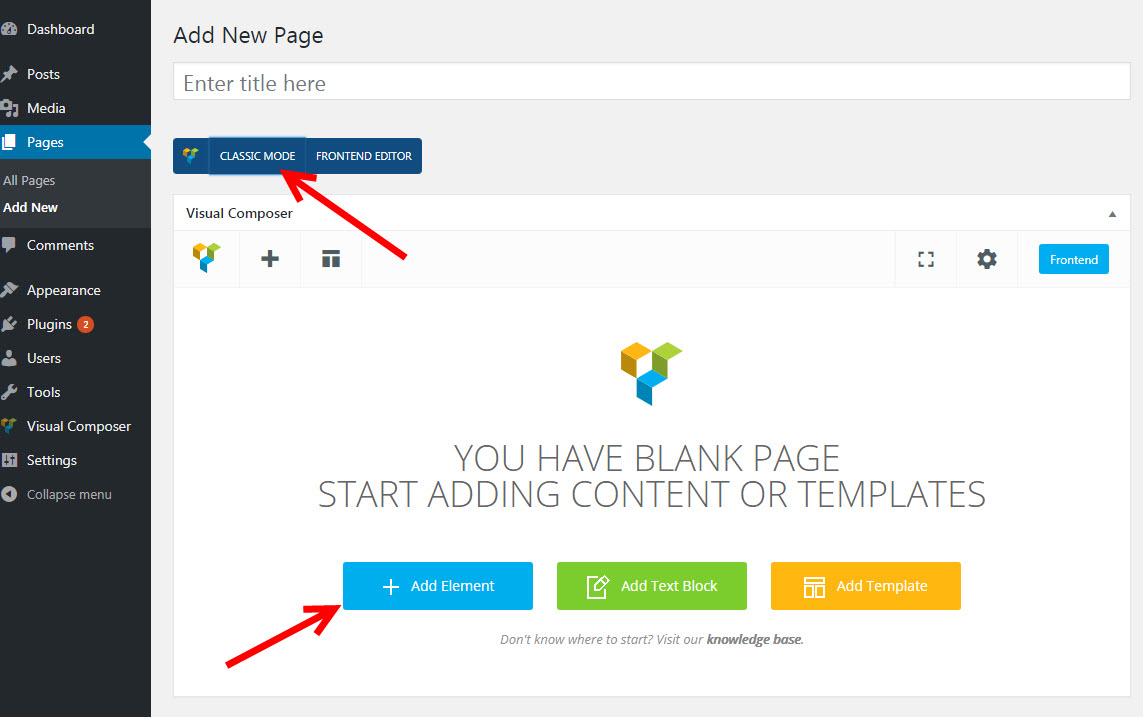 Dashboard
Posts
Media
Pages
All Pages
Add New
Comments
Appearance
Plugins 2
Users
Tools
Visual Composer
Settings
Collapse menu
Add New Page
Enter title here
CLASSIC MODE FRONTEND EDITOR
Visual Composer
Frontend
YOU HAVE BLANK PAGE
START ADDING CONTENT OR TEMPLATES
Add Element Add Text Block Add Template
Don't know where to start? Visit our knowledge base.